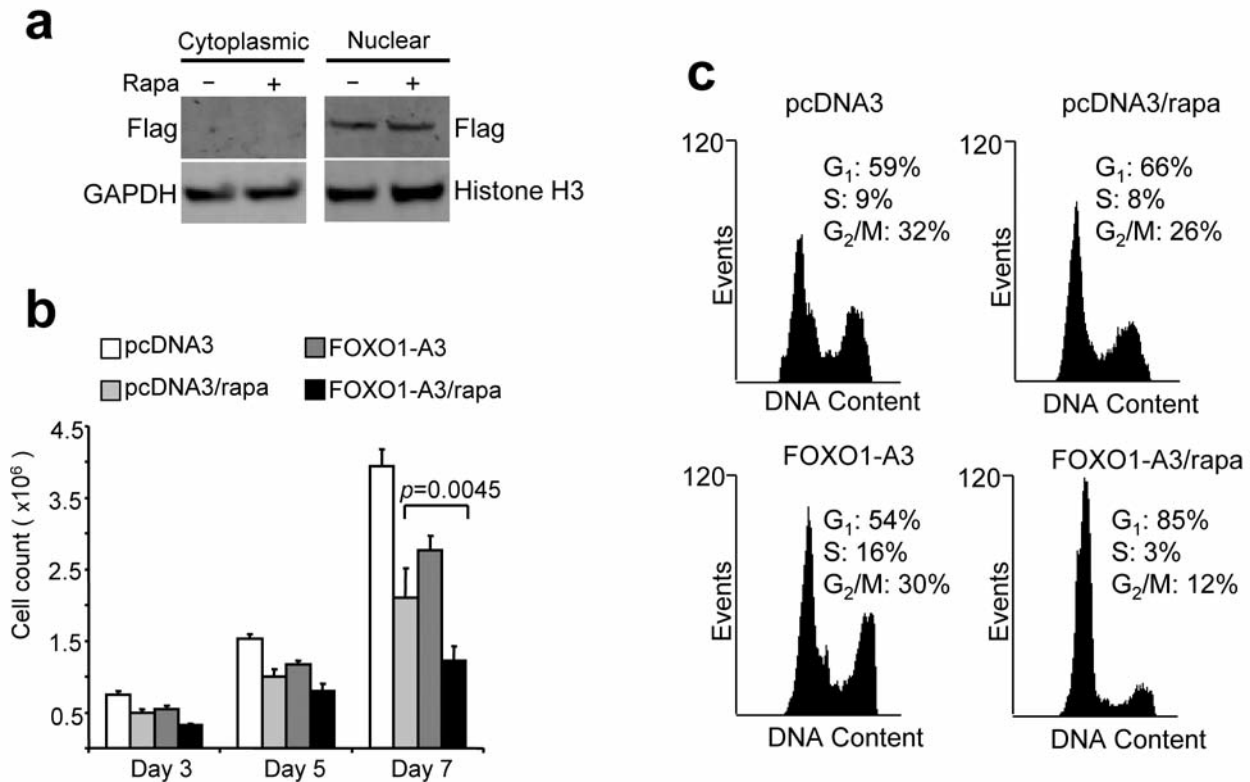 a
Cytoplasmic Nuclear
Rapa − + − +
Flag Flag
GAPDH Histone H3
b
pcDNA3 FOXO1-A3
pcDNA3/rapa FOXO1-A3/rapa
Cell count ( x10⁶)
4.5
3.5
2.5
1.5
0.5
p=0.0045
Day 3 Day 5 Day 7
c
pcDNA3
120
G₁: 59%
S: 9%
G₂/M: 32%
Events
DNA Content
pcDNA3/rapa
120
G₁: 66%
S: 8%
G₂/M: 26%
Events
DNA Content
FOXO1-A3
120
G₁: 54%
S: 16%
G₂/M: 30%
Events
DNA Content
FOXO1-A3/rapa
120
G₁: 85%
S: 3%
G₂/M: 12%
Events
DNA Content